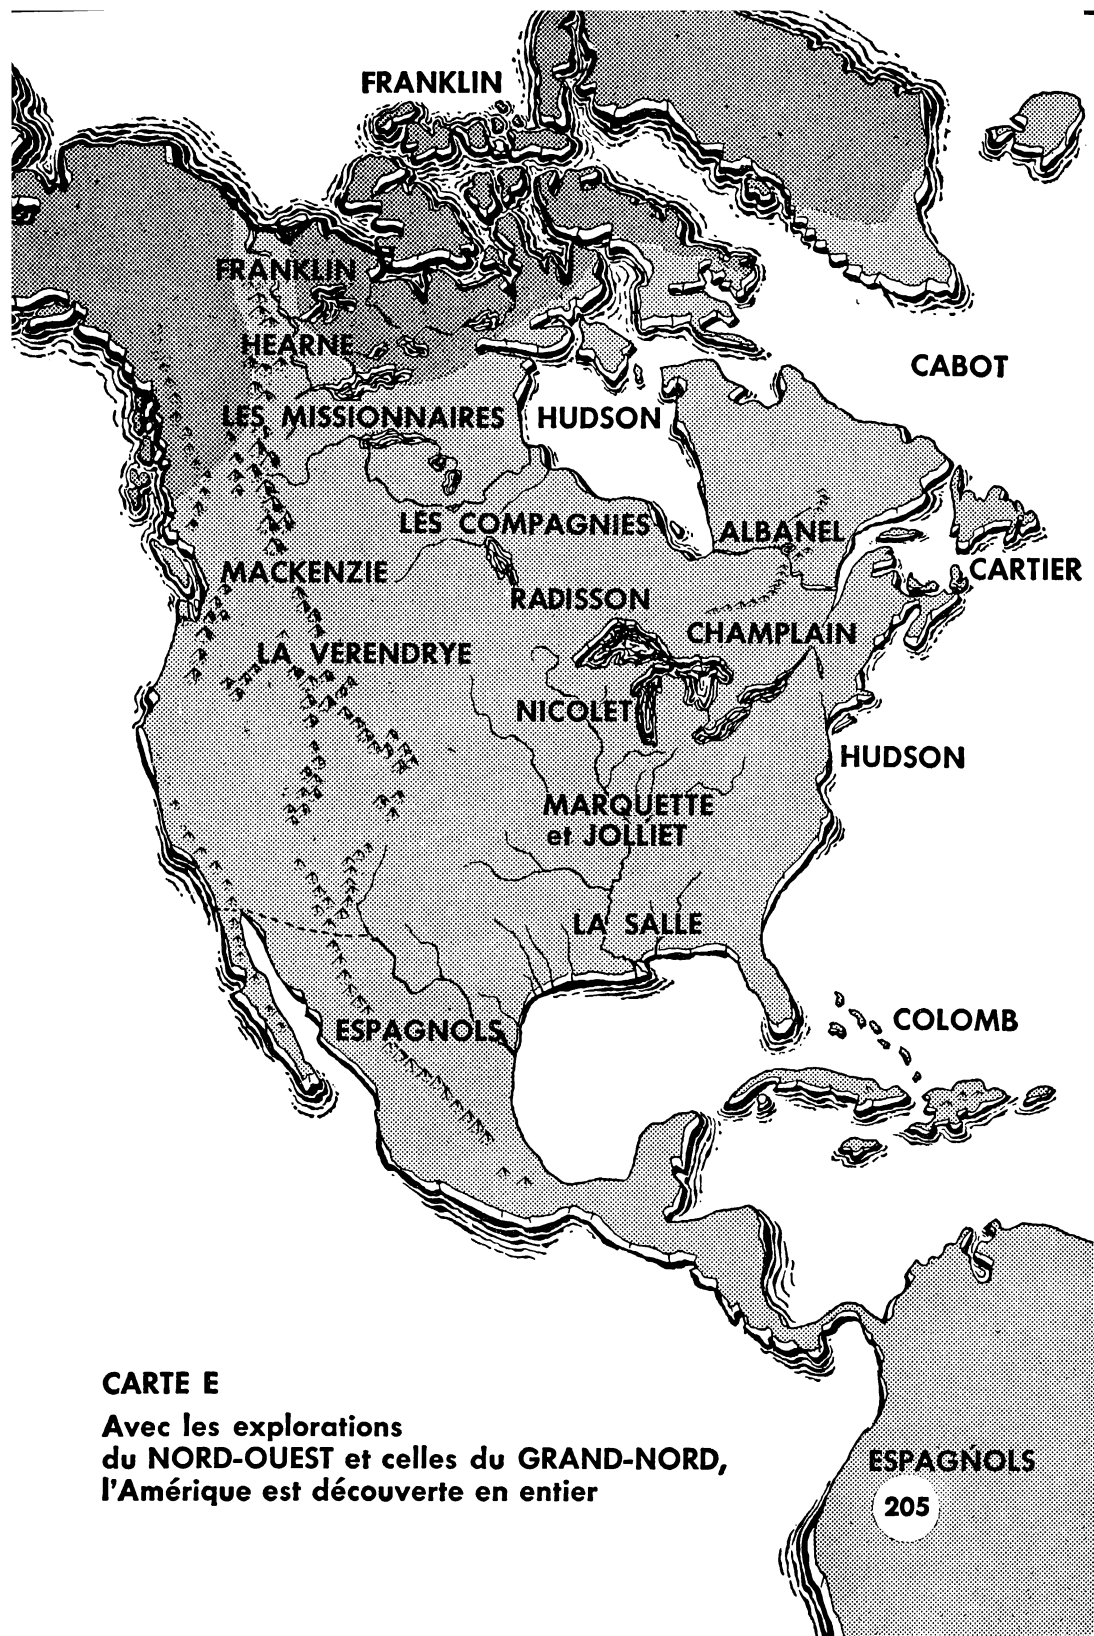 FRANKLIN
FRANKLIN
HEARNE
CABOT
LES MISSIONNAIRES
HUDSON
LES COMPAGNIES
ALBANEL
MACKENZIE
CARTIER
RADISSON
CHAMPLAIN
LA VÉRENDRYE
NICOLET
HUDSON
MARQUETTE
et JOLLIET
LA SALLE
COLOMB
ESPAGNOLS
CARTE E
Avec les explorations
du NORD-OUEST et celles du GRAND-NORD,
l'Amérique est découverte en entier
ESPAGNOLS
205